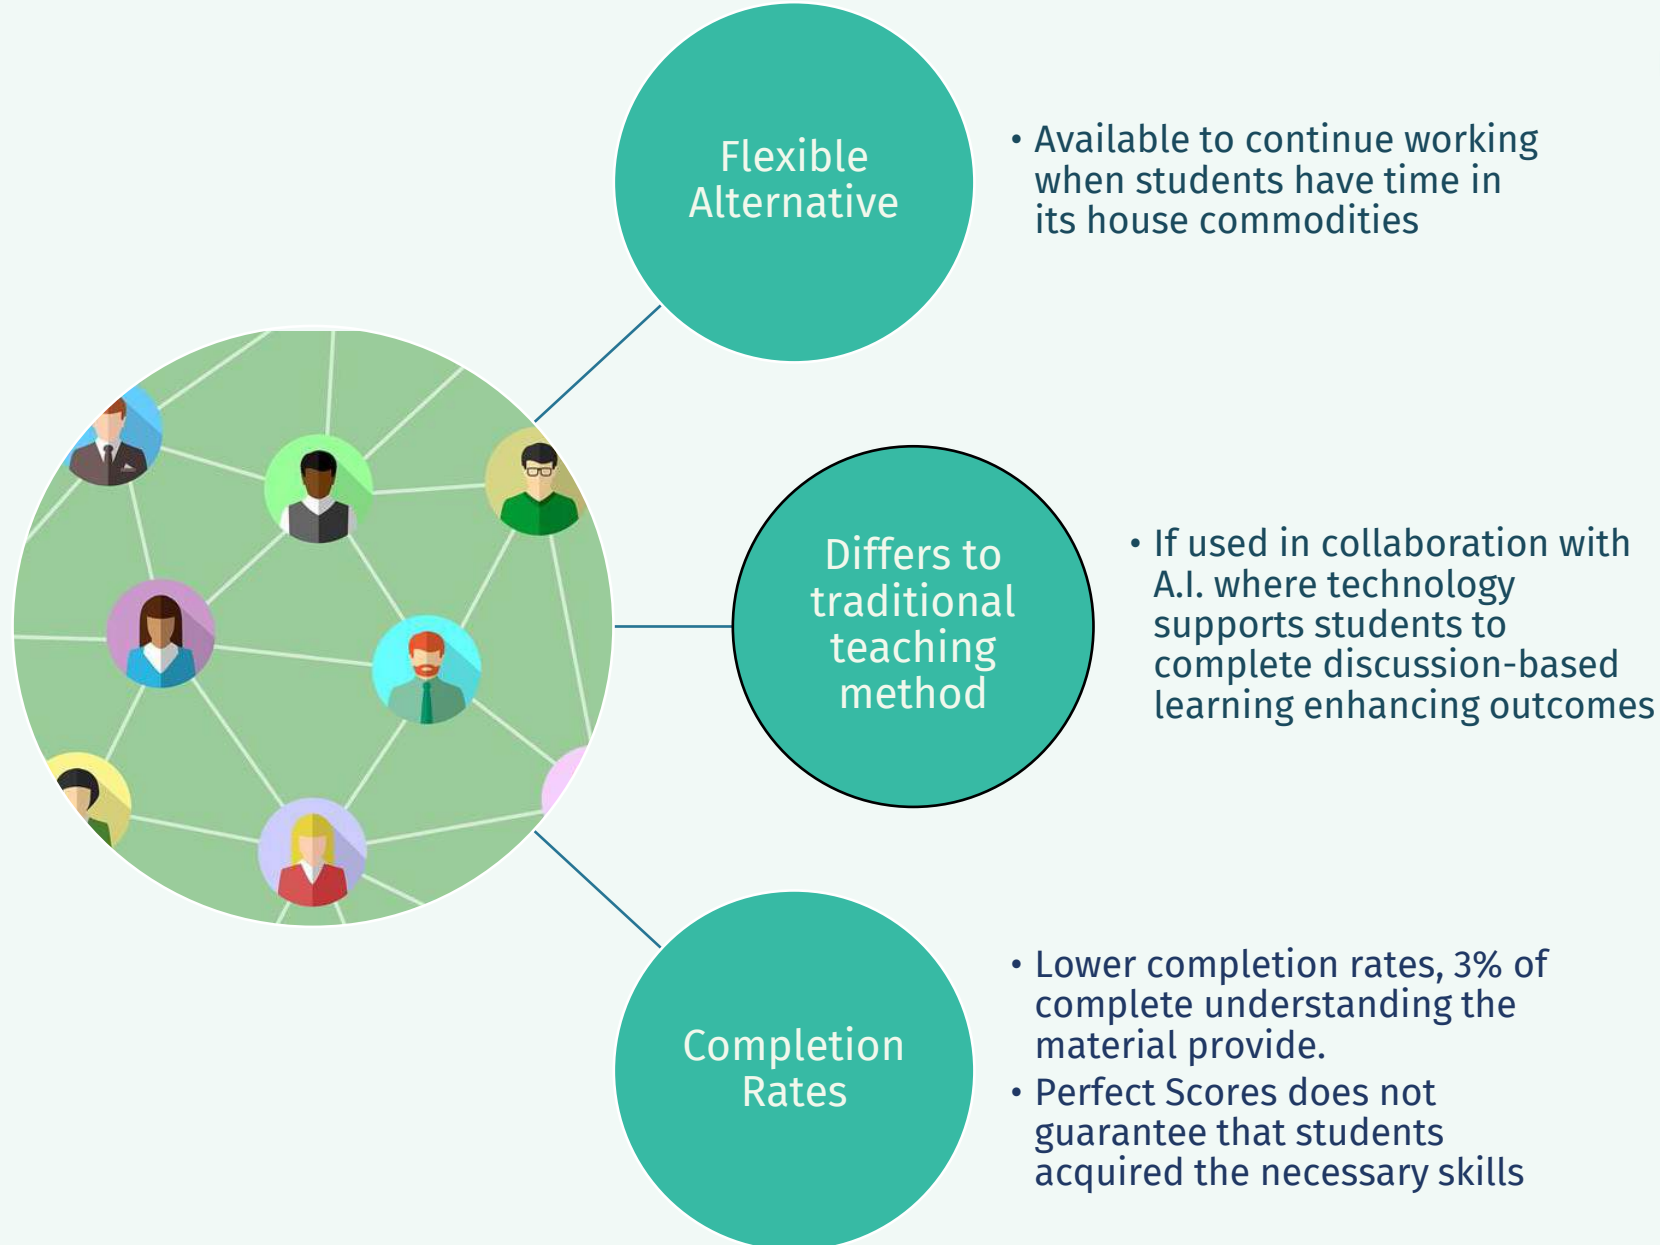 Flexible
Alternative
• Available to continue working
when students have time in
its house commodities
Differs to
traditional
teaching
method
• If used in collaboration with
A.I. where technology
supports students to
complete discussion-based
learning enhancing outcomes
Completion
Rates
• Lower completion rates, 3% of
complete understanding the
material provide.
• Perfect Scores does not
guarantee that students
acquired the necessary skills